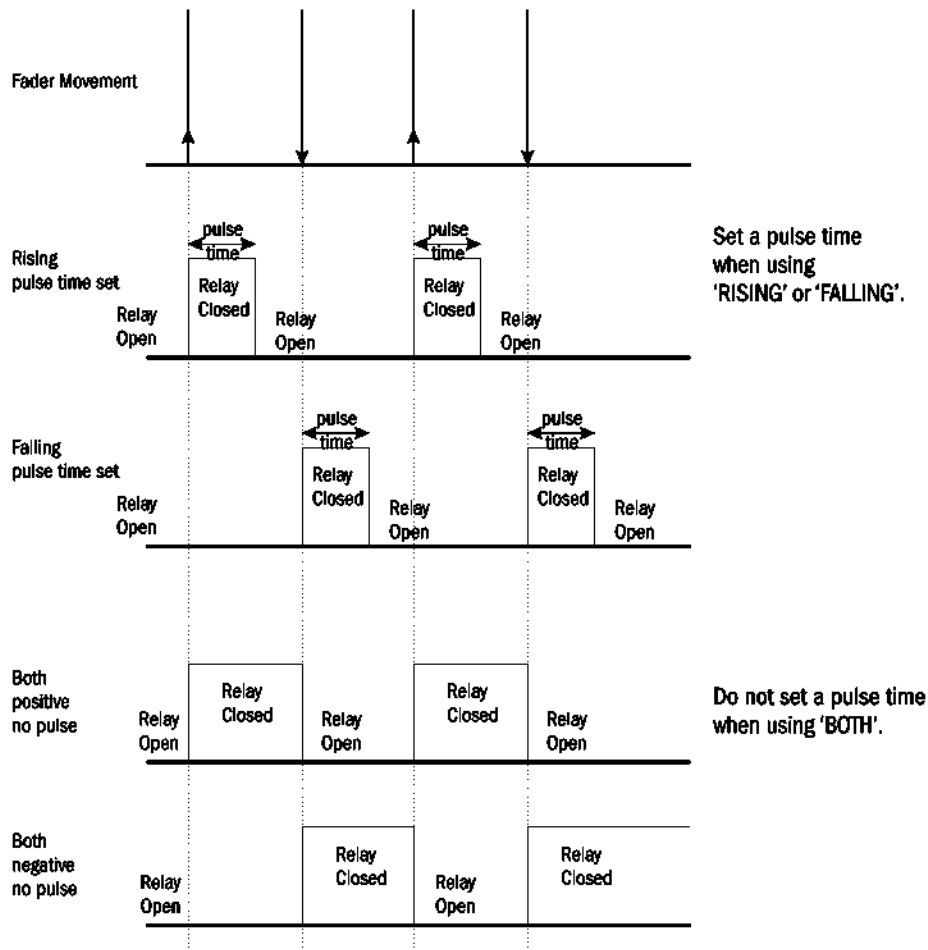 Fader Movement
pulse
time
pulse
time
Rising
pulse time set
Relay
Closed
Relay
Closed
Relay
Open
Relay
Open
Relay
Open
Set a pulse time
when using
'RISING' or 'FALLING'.
pulse
time
pulse
time
Falling
pulse time set
Relay
Closed
Relay
Closed
Relay
Open
Relay
Open
Relay
Open
Both
positive
no pulse
Relay
Closed
Relay
Closed
Relay
Open
Relay
Open
Relay
Open
Do not set a pulse time
when using 'BOTH'.
Both
negative
no pulse
Relay
Closed
Relay
Closed
Relay
Open
Relay
Open